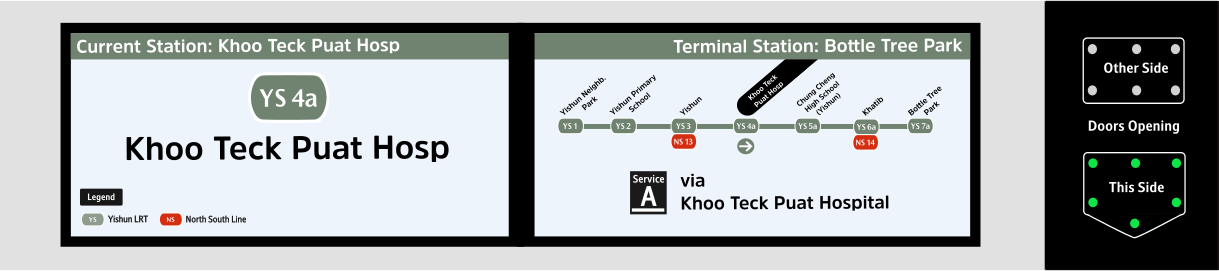 Current Station: Khoo Teck Puat Hosp
YS 4a
Khoo Teck Puat Hosp
Legend
YS Yishun LRT NS North South Line
Terminal Station: Bottle Tree Park
Yishun Neighb.
Park
Yishun Primary
School
Yishun
Khoo Teck
Puat Hosp
Chung Cheng
High School
(Yishun)
Khatib
Bottle Tree
Park
YS 1 YS 2 YS 3 YS 4a YS 5a YS 6a YS 7a
NS 13 NS 14
Service
A
via
Khoo Teck Puat Hospital
Other Side
Doors Opening
This Side